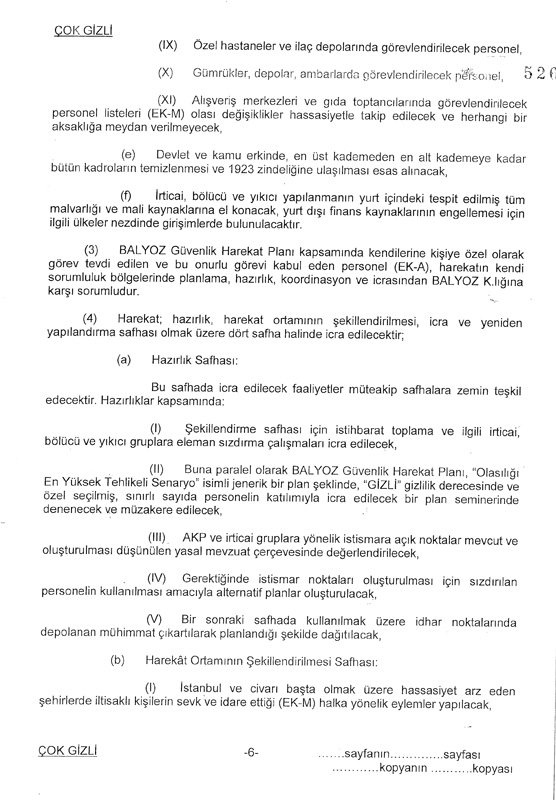 ÇOK GİZLİ
(IX) Özel hastaneler ve ilaç depolarında görevlendirilecek personel,
(X) Gümrükler, depolar, ambarlarda görevlendirilecek personel, 526
(XI) Alışveriş merkezleri ve gıda toptancılarında görevlendirilecek
personel listeleri (EK-M) olası değişiklikler hassasiyetle takip edilecek ve herhangi bir
aksaklığa meydan verilmeyecek,
(e) Devlet ve kamu erkinde, en üst kademeden en alt kademeye kadar
bütün kadroların temizlenmesi ve 1923 zindeliğine ulaşılması esas alınacak,
(f) İrticai, bölücü ve yıkıcı yapılanmanın yurt içindeki tespit edilmiş tüm
malvarlığı ve mali kaynaklarına el konacak, yurt dışı finans kaynaklarının engellemesi için
ilgili ülkeler nezdinde girişimlerde bulunulacaktır.
(3) BALYOZ Güvenlik Harekat Planı kapsamında kendilerine kişiye özel olarak
görev tevdi edilen ve bu onurlu görevi kabul eden personel (EK-A), harekatın kendi
sorumluluk bölgelerinde planlama, hazırlık, koordinasyon ve icrasından BALYOZ K.lığına
karşı sorumludur.
(4) Harekat; hazırlık, harekat ortamının şekillendirilmesi, icra ve yeniden
yapılandırma safhası olmak üzere dört safha halinde icra edilecektir;
(a) Hazırlık Safhası:
Bu safhada icra edilecek faaliyetler müteakip safhalara zemin teşkil
edecektir. Hazırlıklar kapsamında:
(I) Şekillendirme safhası için istihbarat toplama ve ilgili irticai,
bölücü ve yıkıcı gruplara eleman sızdırma çalışmaları icra edilecek,
(II) Buna paralel olarak BALYOZ Güvenlik Harekat Planı, “Olasılığı
En Yüksek Tehlikeli Senaryo” isimli jenerik bir plan şeklinde, “GİZLİ” gizlilik derecesinde ve
özel seçilmiş, sınırlı sayıda personelin katılımıyla icra edilecek bir plan seminerinde
denenecek ve müzakere edilecek,
(III) AKP ve irticai gruplara yönelik istismara açık noktalar mevcut ve
oluşturulması düşünülen yasal mevzuat çerçevesinde değerlendirilecek,
(IV) Gerektiğinde istismar noktaları oluşturulması için sızdırılan
personelin kullanılması amacıyla alternatif planlar oluşturulacak,
(V) Bir sonraki safhada kullanılmak üzere idhar noktalarında
depolanan mühimmat çıkartılarak planlandığı şekilde dağıtılacak,
(b) Harekât Ortamının Şekillendirilmesi Safhası:
(I) İstanbul ve civarı başta olmak üzere hassasiyet arz eden
şehirlerde iltisaklı kişilerin sevk ve idare ettiği (EK-M) halka yönelik eylemler yapılacak,
ÇOK GİZLİ -6- .......sayfanın..............sayfası
............kopyanın ...........kopyası